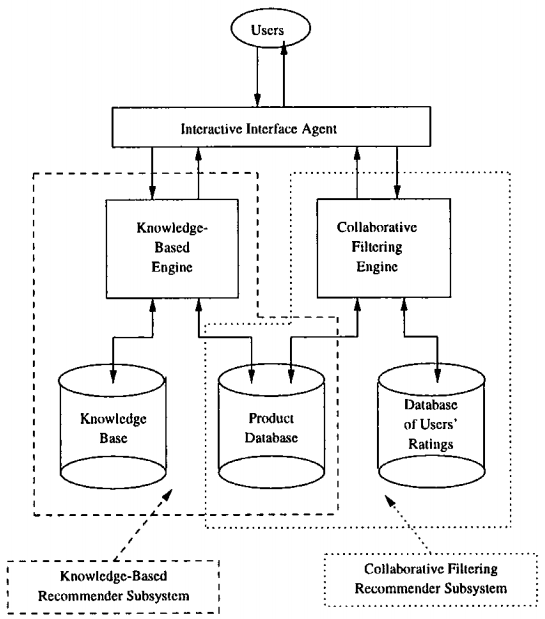 Users
Interactive Interface Agent
Knowledge-
Based
Engine
Collaborative
Filtering
Engine
Knowledge
Base
Product
Database
Database
of Users'
Ratings
Knowledge-Based
Recommender Subsystem
Collaborative Filtering
Recommender Subsystem